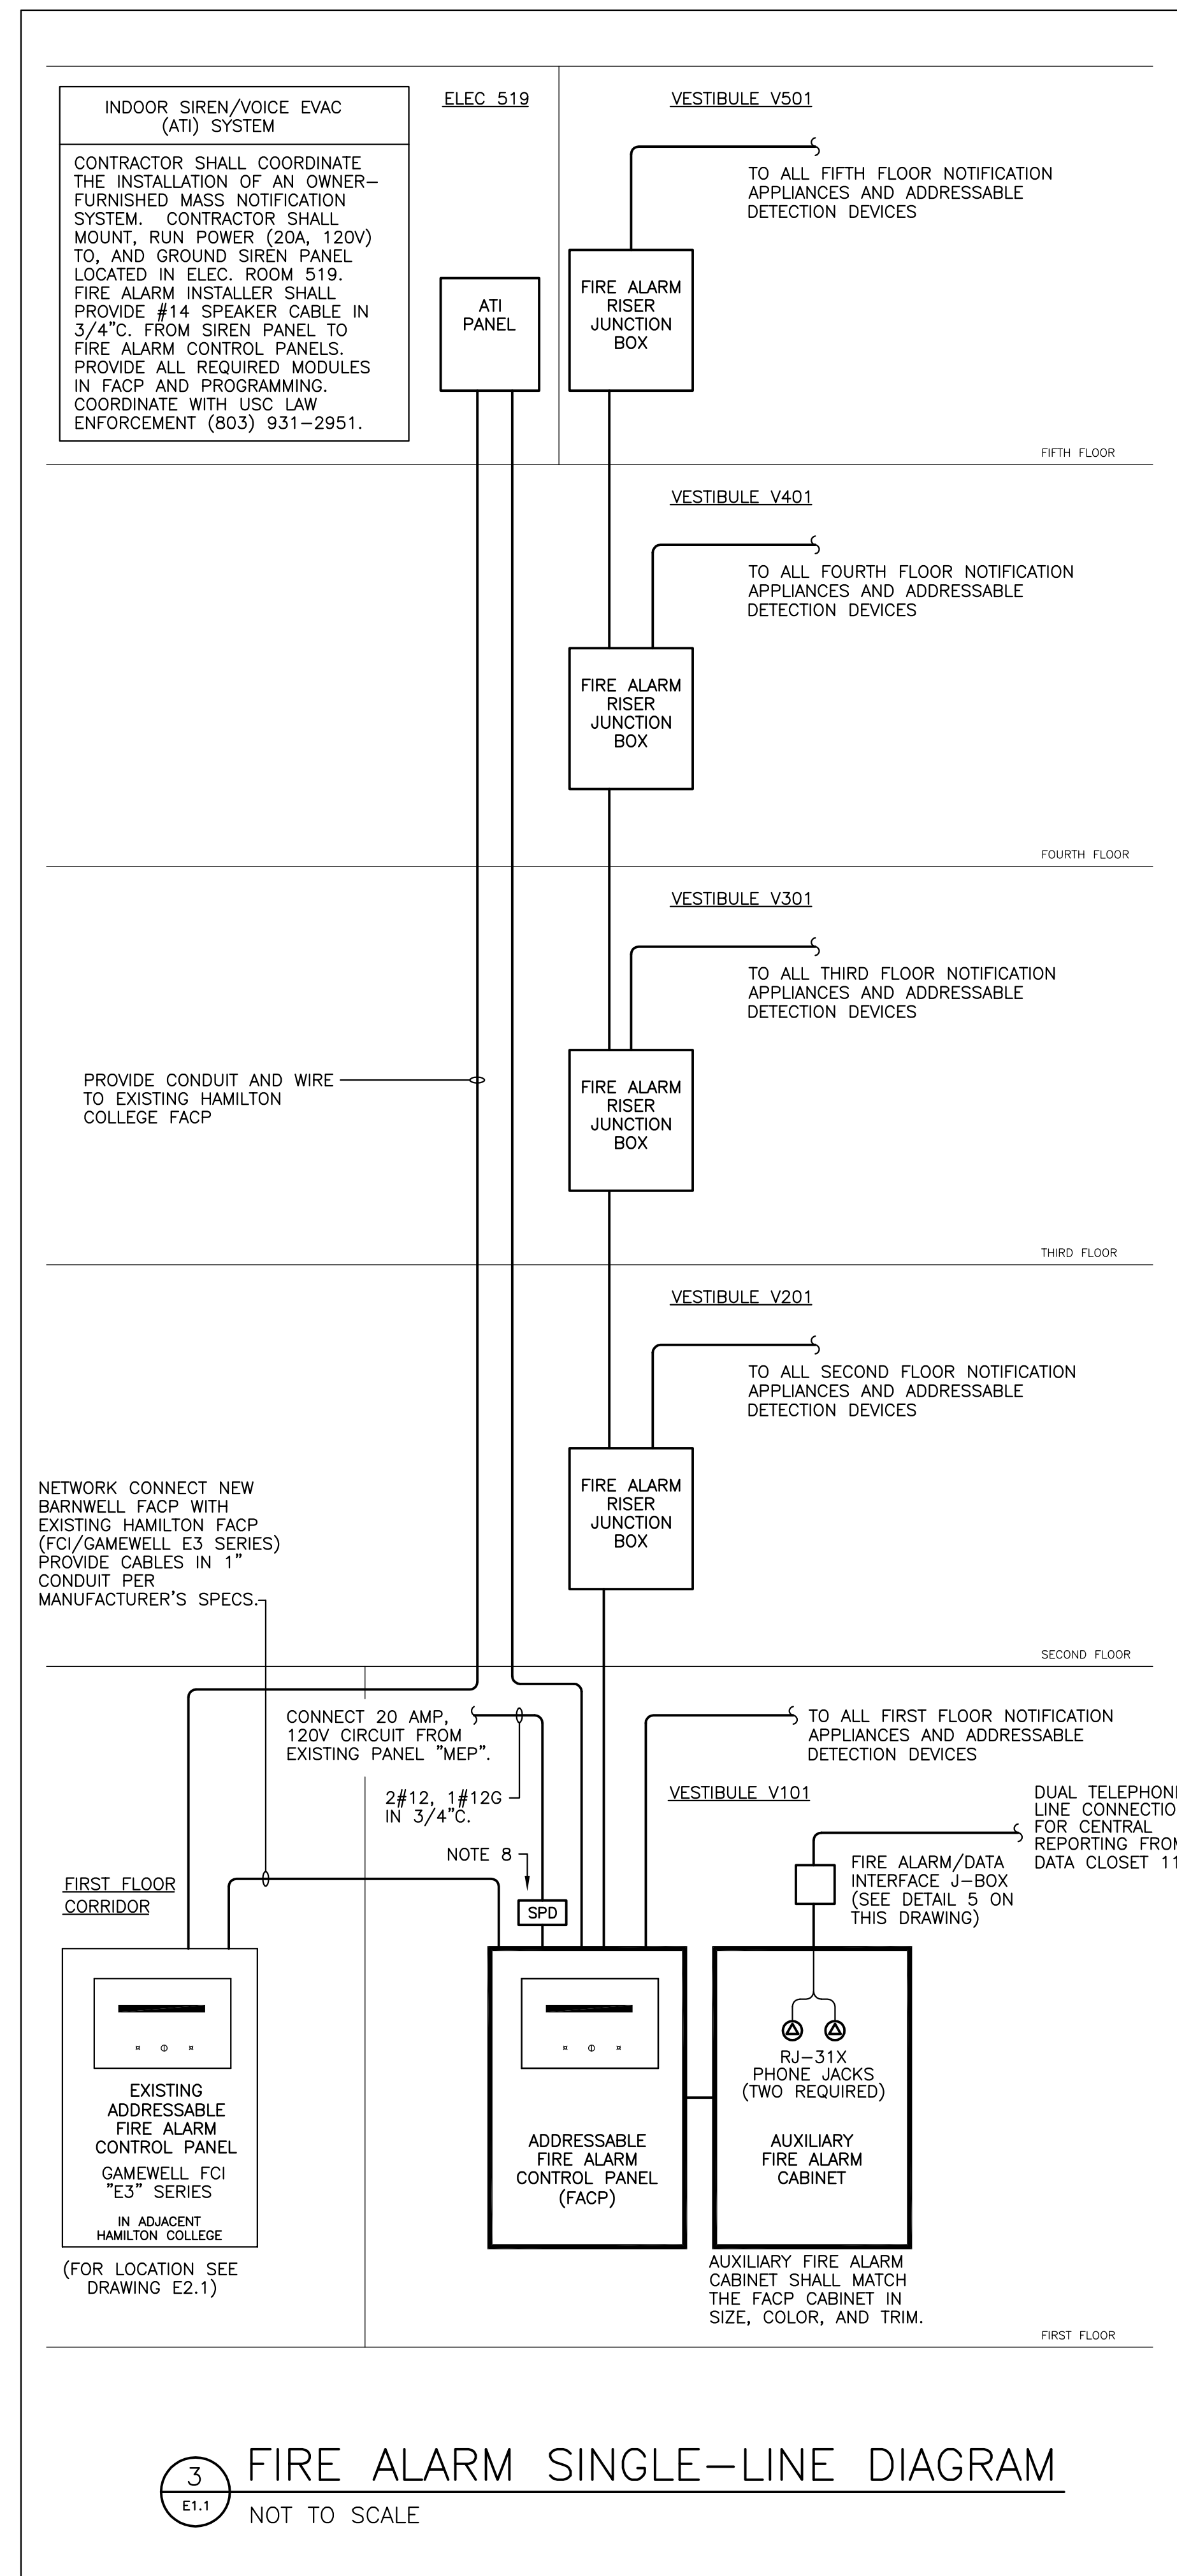 INDOOR SIREN/VOICE EVAC
(ATI) SYSTEM
CONTRACTOR SHALL COORDINATE
THE INSTALLATION OF AN OWNER–
FURNISHED MASS NOTIFICATION
SYSTEM. CONTRACTOR SHALL
MOUNT, RUN POWER (20A, 120V)
TO, AND GROUND SIREN PANEL
LOCATED IN ELEC. ROOM 519.
FIRE ALARM INSTALLER SHALL
PROVIDE #14 SPEAKER CABLE IN
3/4"C. FROM SIREN PANEL TO
FIRE ALARM CONTROL PANELS.
PROVIDE ALL REQUIRED MODULES
IN FACP AND PROGRAMMING.
COORDINATE WITH USC LAW
ENFORCEMENT (803) 931–2951.
ELEC 519
ATI
PANEL
VESTIBULE V501
TO ALL FIFTH FLOOR NOTIFICATION
APPLIANCES AND ADDRESSABLE
DETECTION DEVICES
FIRE ALARM
RISER
JUNCTION
BOX
FIFTH FLOOR
VESTIBULE V401
TO ALL FOURTH FLOOR NOTIFICATION
APPLIANCES AND ADDRESSABLE
DETECTION DEVICES
FIRE ALARM
RISER
JUNCTION
BOX
FOURTH FLOOR
VESTIBULE V301
TO ALL THIRD FLOOR NOTIFICATION
APPLIANCES AND ADDRESSABLE
DETECTION DEVICES
PROVIDE CONDUIT AND WIRE
TO EXISTING HAMILTON
COLLEGE FACP
FIRE ALARM
RISER
JUNCTION
BOX
THIRD FLOOR
VESTIBULE V201
TO ALL SECOND FLOOR NOTIFICATION
APPLIANCES AND ADDRESSABLE
DETECTION DEVICES
NETWORK CONNECT NEW
BARNWELL FACP WITH
EXISTING HAMILTON FACP
(FCI/GAMEWELL E3 SERIES)
PROVIDE CABLES IN 1"
CONDUIT PER
MANUFACTURER'S SPECS.
FIRE ALARM
RISER
JUNCTION
BOX
SECOND FLOOR
CONNECT 20 AMP,
120V CIRCUIT FROM
EXISTING PANEL "MEP".
2#12, 1#12G
IN 3/4"C.
NOTE 8
SPD
TO ALL FIRST FLOOR NOTIFICATION
APPLIANCES AND ADDRESSABLE
DETECTION DEVICES
VESTIBULE V101
DUAL TELEPHON
LINE CONNECTIO
FOR CENTRAL
REPORTING FROM
DATA CLOSET 11
FIRE ALARM/DATA
INTERFACE J–BOX
(SEE DETAIL 5 ON
THIS DRAWING)
FIRST FLOOR
CORRIDOR
EXISTING
ADDRESSABLE
FIRE ALARM
CONTROL PANEL
GAMEWELL FCI
"E3" SERIES
IN ADJACENT
HAMILTON COLLEGE
(FOR LOCATION SEE
DRAWING E2.1)
ADDRESSABLE
FIRE ALARM
CONTROL PANEL
(FACP)
RJ–31X
PHONE JACKS
(TWO REQUIRED)
AUXILIARY
FIRE ALARM
CABINET
AUXILIARY FIRE ALARM
CABINET SHALL MATCH
THE FACP CABINET IN
SIZE, COLOR, AND TRIM.
FIRST FLOOR
3
E1.1
FIRE ALARM SINGLE–LINE DIAGRAM
NOT TO SCALE